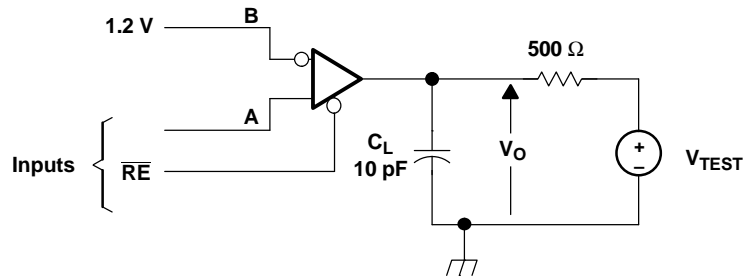 1.2 V
B
500 Ω
A
Inputs
RE
C_L
10 pF
V_O
+
–
V_TEST